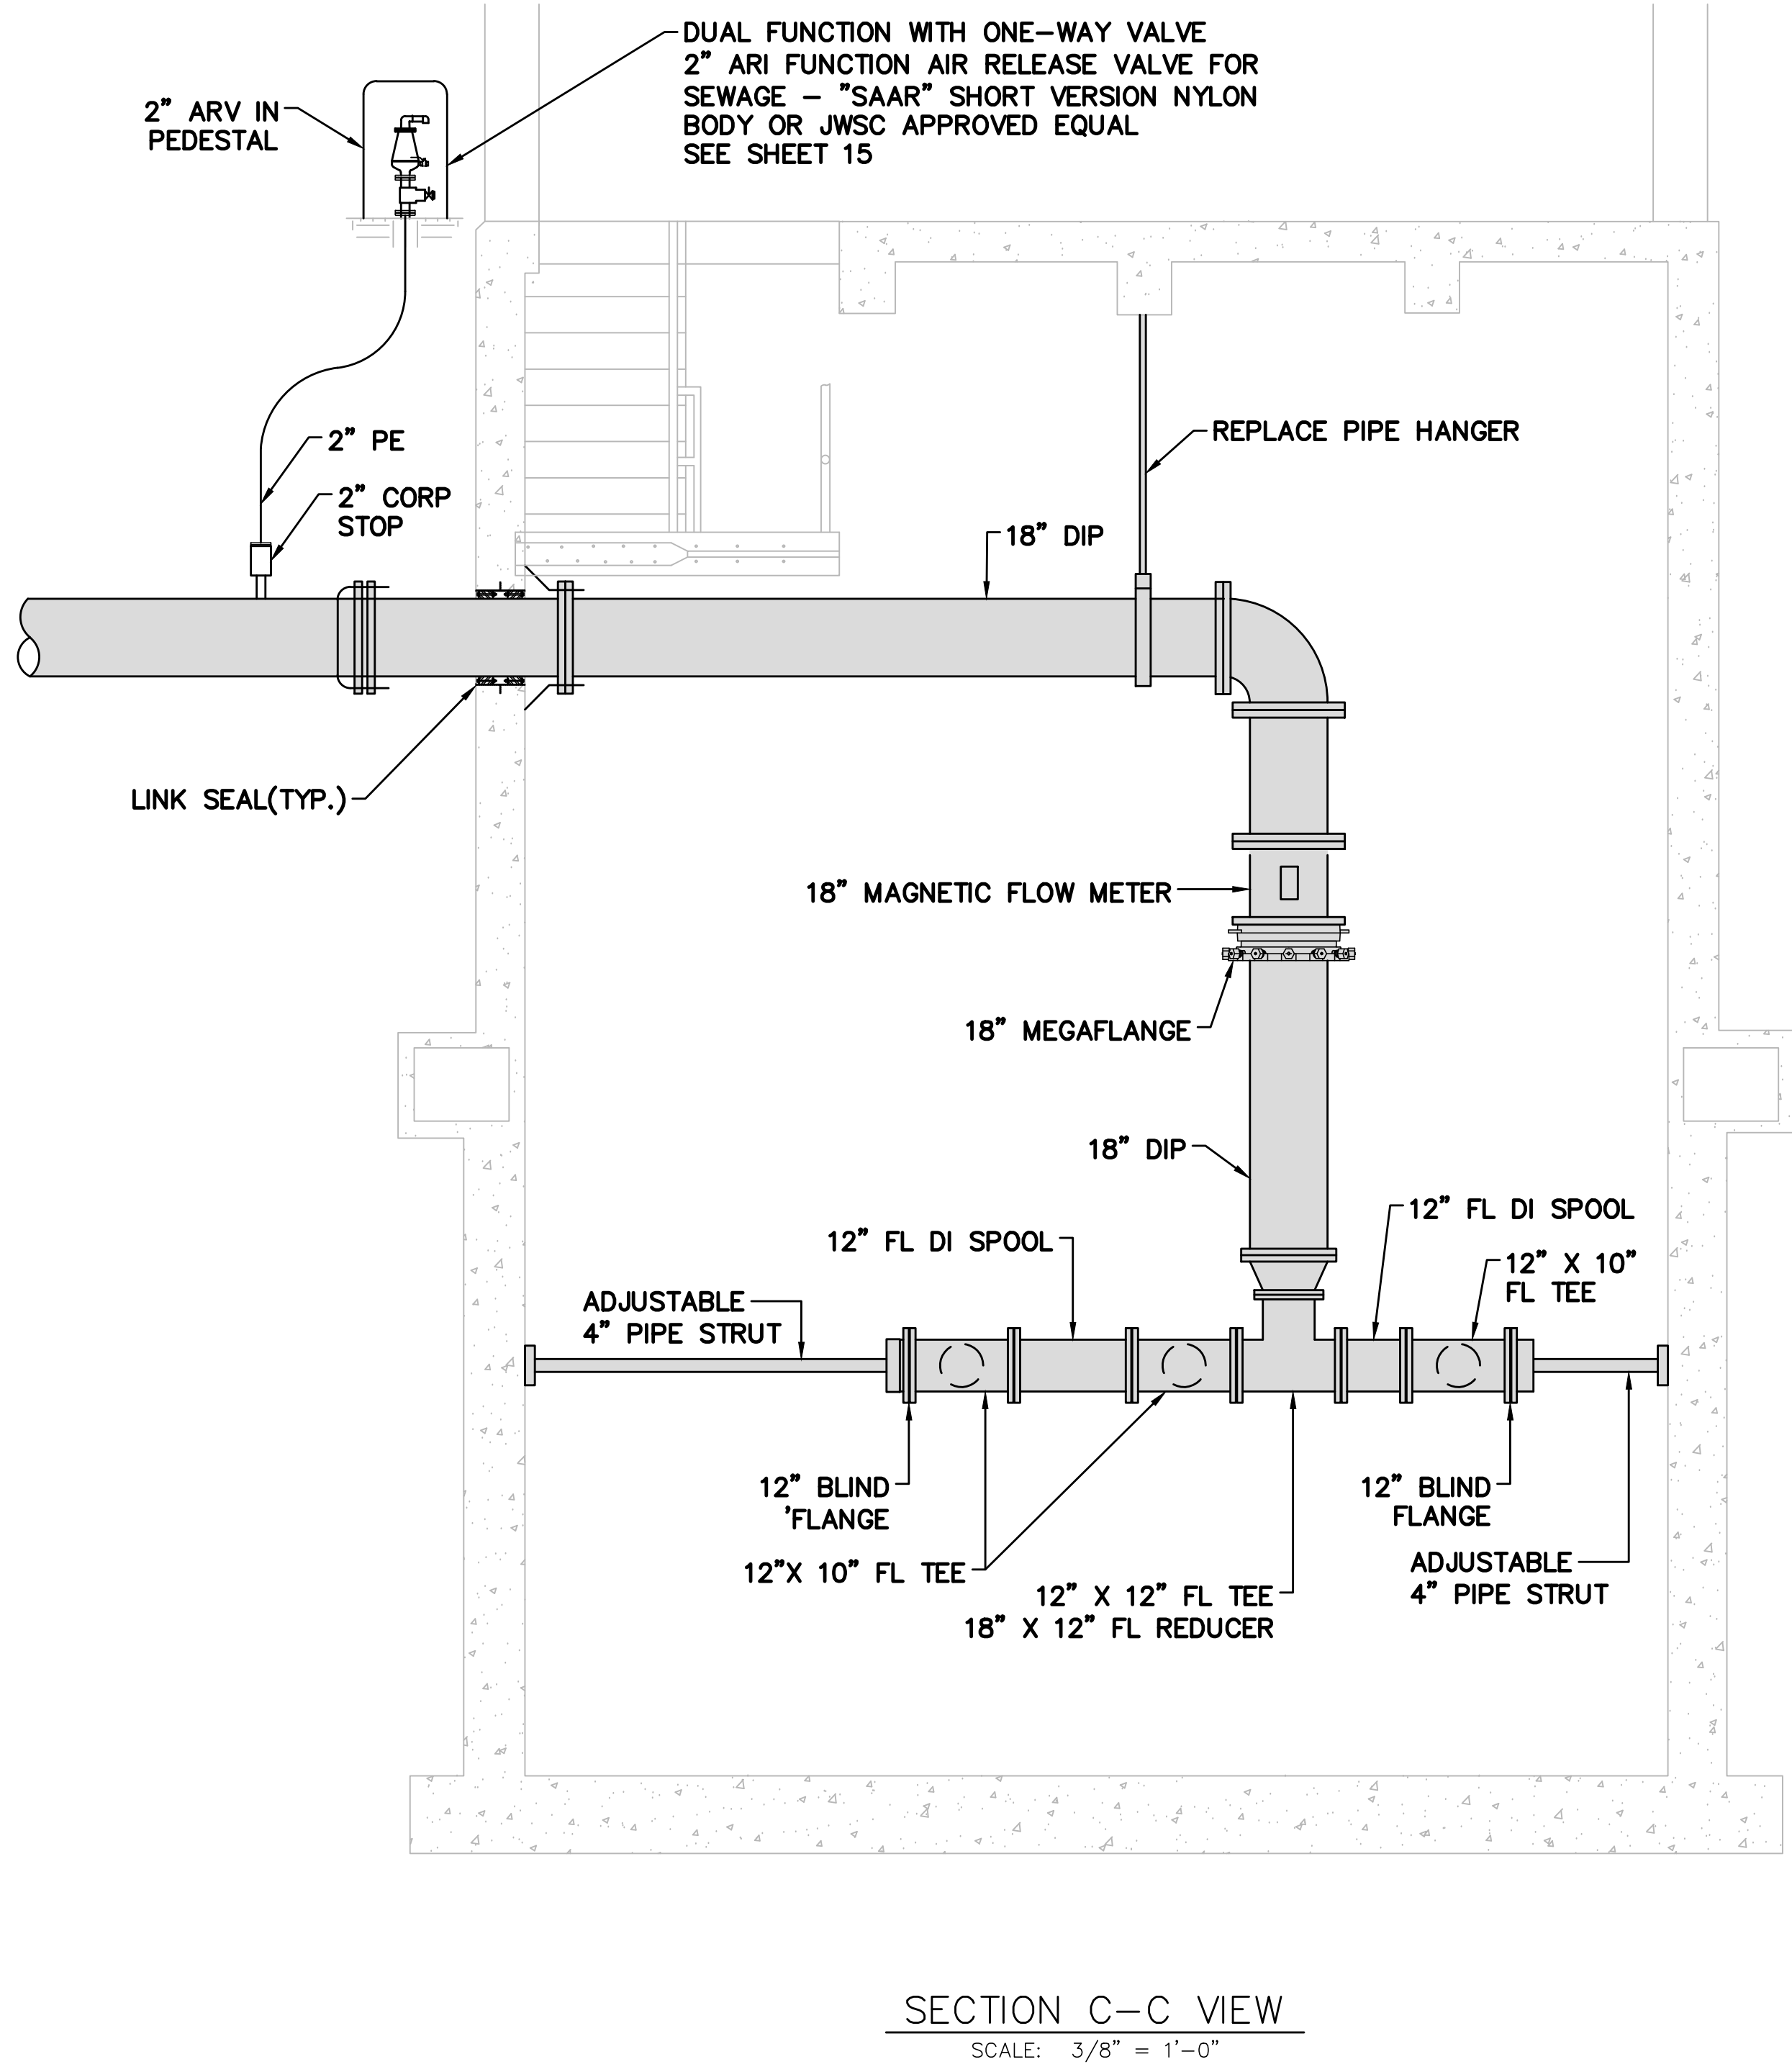 DUAL FUNCTION WITH ONE-WAY VALVE
2" ARI FUNCTION AIR RELEASE VALVE FOR
SEWAGE - "SAAR" SHORT VERSION NYLON
BODY OR JWSC APPROVED EQUAL
SEE SHEET 15
2" ARV IN
PEDESTAL
2" PE
2" CORP
STOP
REPLACE PIPE HANGER
18" DIP
LINK SEAL(TYP.)
18" MAGNETIC FLOW METER
18" MEGAFLANGE
18" DIP
12" FL DI SPOOL
12" FL DI SPOOL
12" X 10"
FL TEE
ADJUSTABLE
4" PIPE STRUT
12" BLIND
'FLANGE
12"X 10" FL TEE
12" X 12" FL TEE
18" X 12" FL REDUCER
12" BLIND
FLANGE
ADJUSTABLE
4" PIPE STRUT
SECTION C-C VIEW
SCALE: 3/8" = 1'-0"